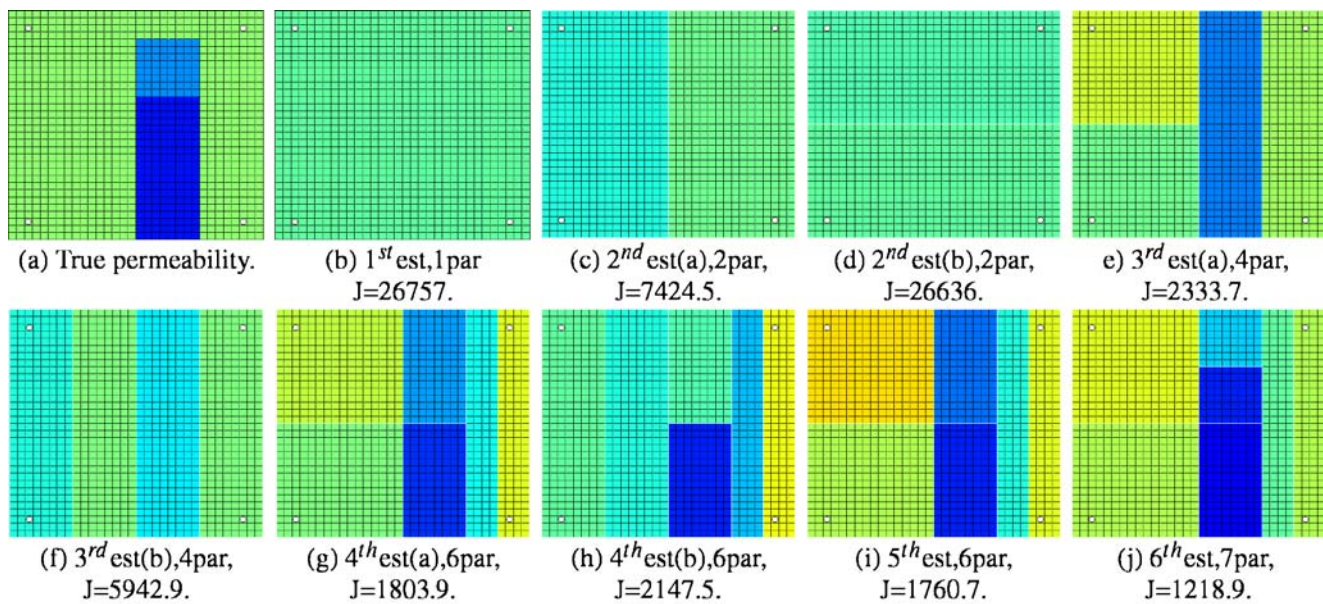 (a) True permeability.
(b) 1st est,1par
J=26757.
(c) 2nd est(a),2par,
J=7424.5.
(d) 2nd est(b),2par,
J=26636.
e) 3rd est(a),4par,
J=2333.7.
(f) 3rd est(b),4par,
J=5942.9.
(g) 4th est(a),6par,
J=1803.9.
(h) 4th est(b),6par,
J=2147.5.
(i) 5th est,6par,
J=1760.7.
(j) 6th est,7par,
J=1218.9.